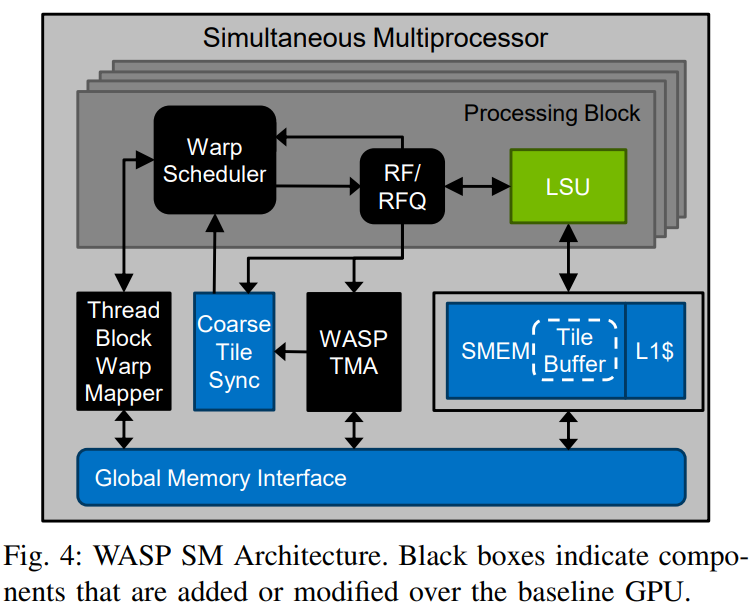 Simultaneous Multiprocessor
Processing Block
Warp
Scheduler
RF/
RFQ
LSU
Thread
Block
Warp
Mapper
Coarse
Tile
Sync
WASP
TMA
SMEM
Tile
Buffer
L1$
Global Memory Interface
Fig. 4: WASP SM Architecture. Black boxes indicate compo-
nents that are added or modified over the baseline GPU.